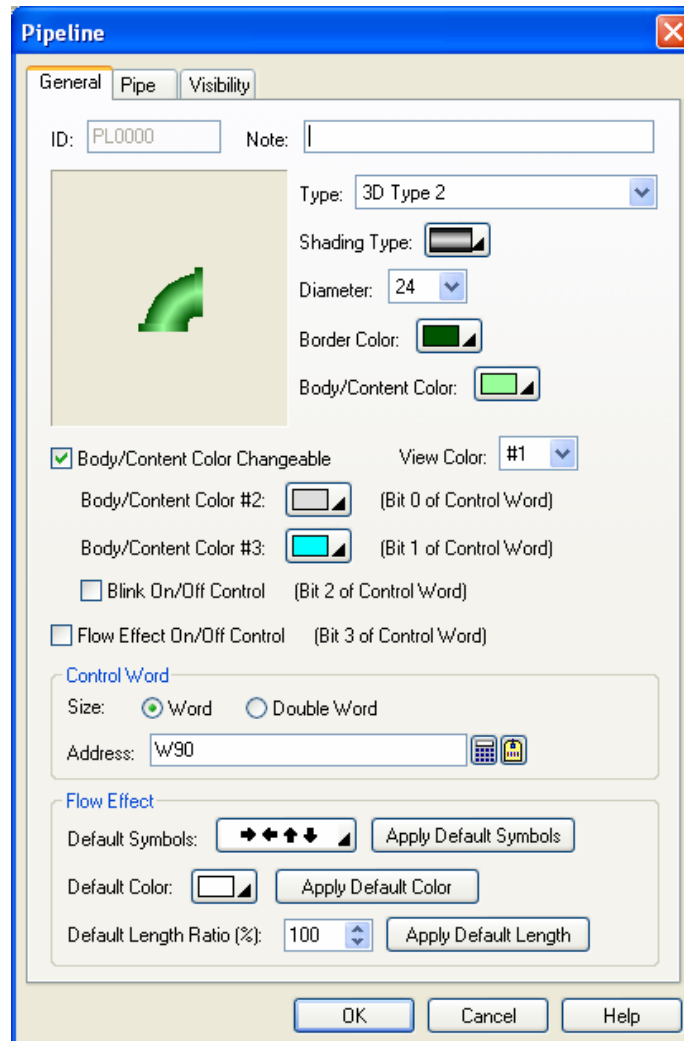 Pipeline
General Pipe Visibility
ID: PL0000 Note:
Type: 3D Type 2
Shading Type:
Diameter: 24
Border Color:
Body/Content Color:
Body/Content Color Changeable View Color: #1
Body/Content Color #2: (Bit 0 of Control Word)
Body/Content Color #3: (Bit 1 of Control Word)
Blink On/Off Control (Bit 2 of Control Word)
Flow Effect On/Off Control (Bit 3 of Control Word)
Control Word
Size: Word Double Word
Address: W90
Flow Effect
Default Symbols: Apply Default Symbols
Default Color: Apply Default Color
Default Length Ratio (%): 100 Apply Default Length
OK Cancel Help